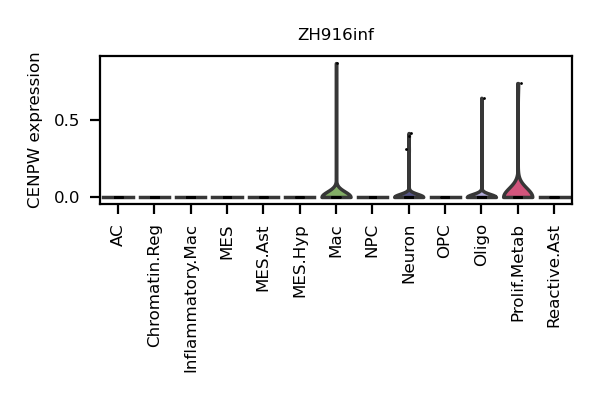 ZH916inf
CENPW expression
0.5
0.0
AC
Chromatin.Reg
Inflammatory.Mac
MES
MES.Ast
MES.Hyp
Mac
NPC
Neuron
OPC
Oligo
Prolif.Metab
Reactive.Ast